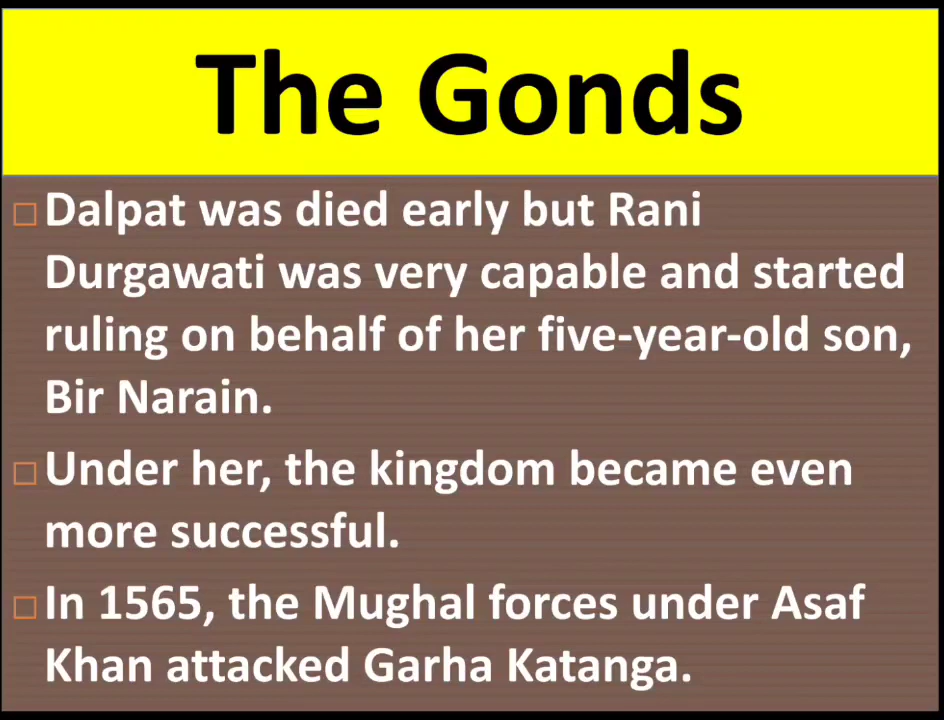 The Gonds
Dalpat was died early but Rani
Durgawati was very capable and started
ruling on behalf of her five-year-old son,
Bir Narain.
Under her, the kingdom became even
more successful.
In 1565, the Mughal forces under Asaf
Khan attacked Garha Katanga.